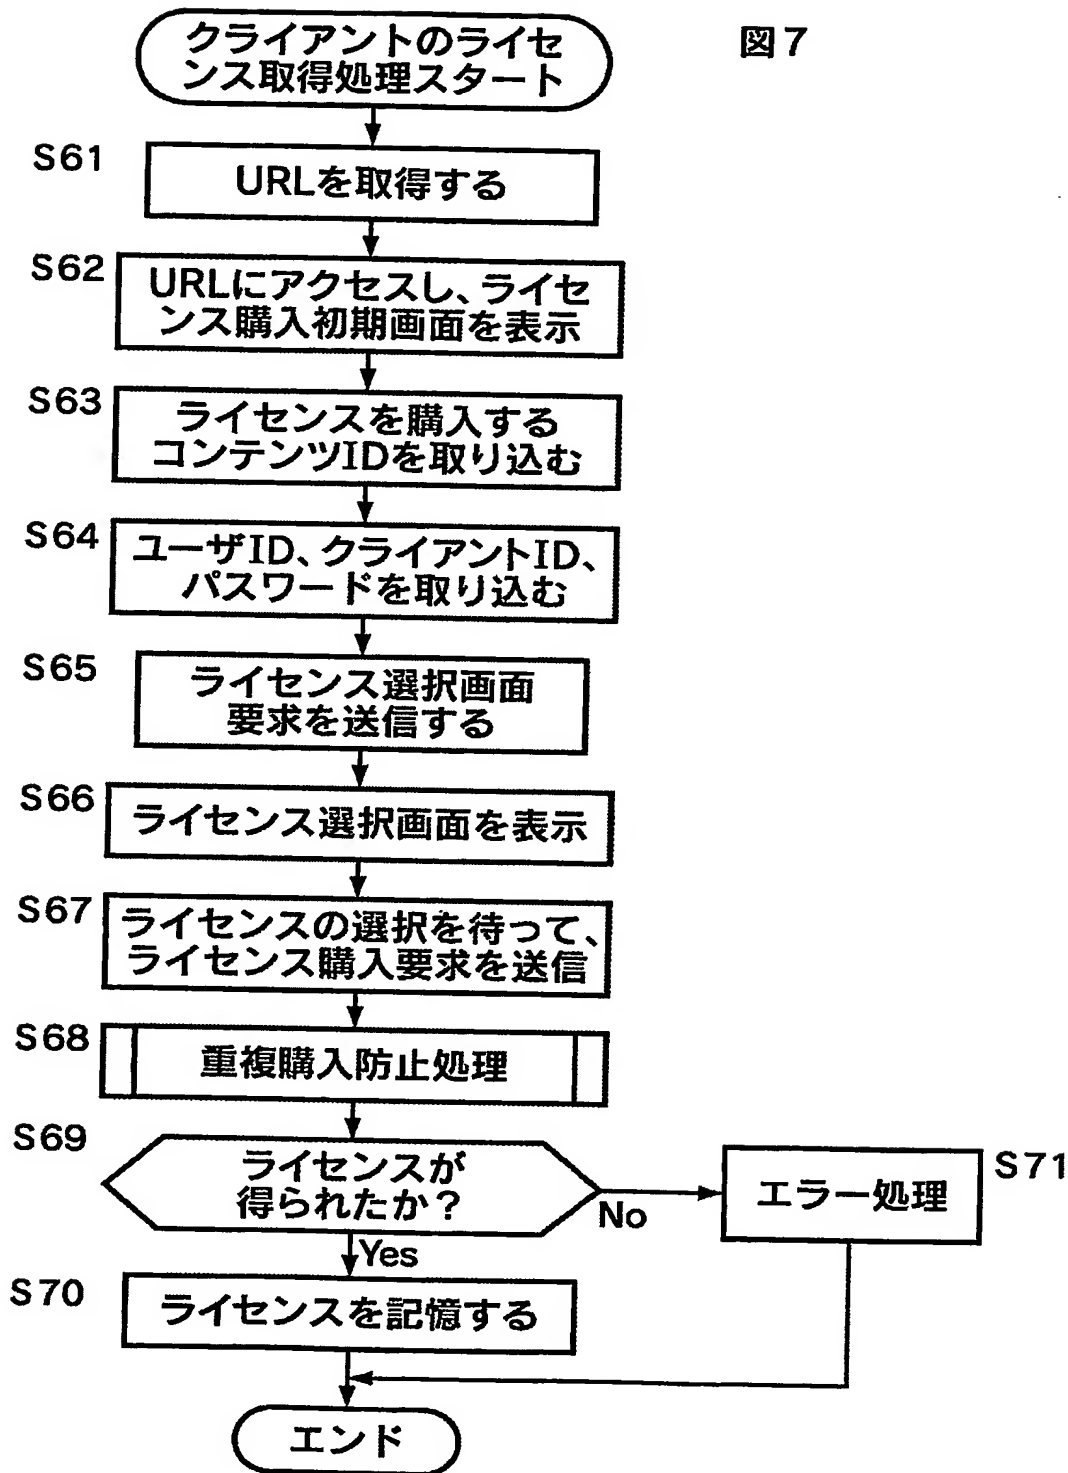 図7
クライアントのライセ
ンス取得処理スタート
S61
URLを取得する
S62
URLにアクセスし、ライセ
ンス購入初期画面を表示
S63
ライセンスを購入する
コンテンツIDを取り込む
S64
ユーザID、クライアントID、
パスワードを取り込む
S65
ライセンス選択画面
要求を送信する
S66
ライセンス選択画面を表示
S67
ライセンスの選択を待って、
ライセンス購入要求を送信
S68
重複購入防止処理
S69
ライセンスが
得られたか？
No
S71
エラー処理
Yes
S70
ライセンスを記憶する
エンド